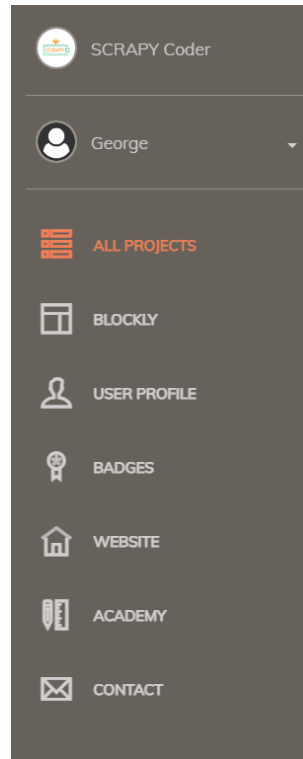 SCRAPY Coder
George
ALL PROJECTS
BLOCKLY
USER PROFILE
BADGES
WEBSITE
ACADEMY
CONTACT